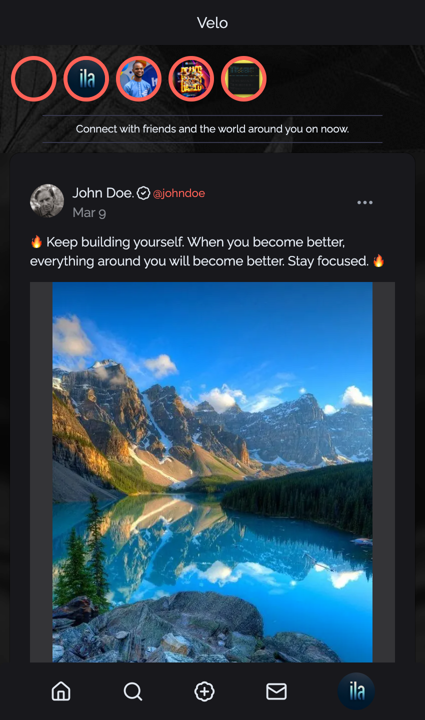 Velo
ila
Connect with friends and the world around you on noow.
John Doe. @johndoe
Mar 9
🔥 Keep building yourself. When you become better,
everything around you will become better. Stay focused. 🔥
ila